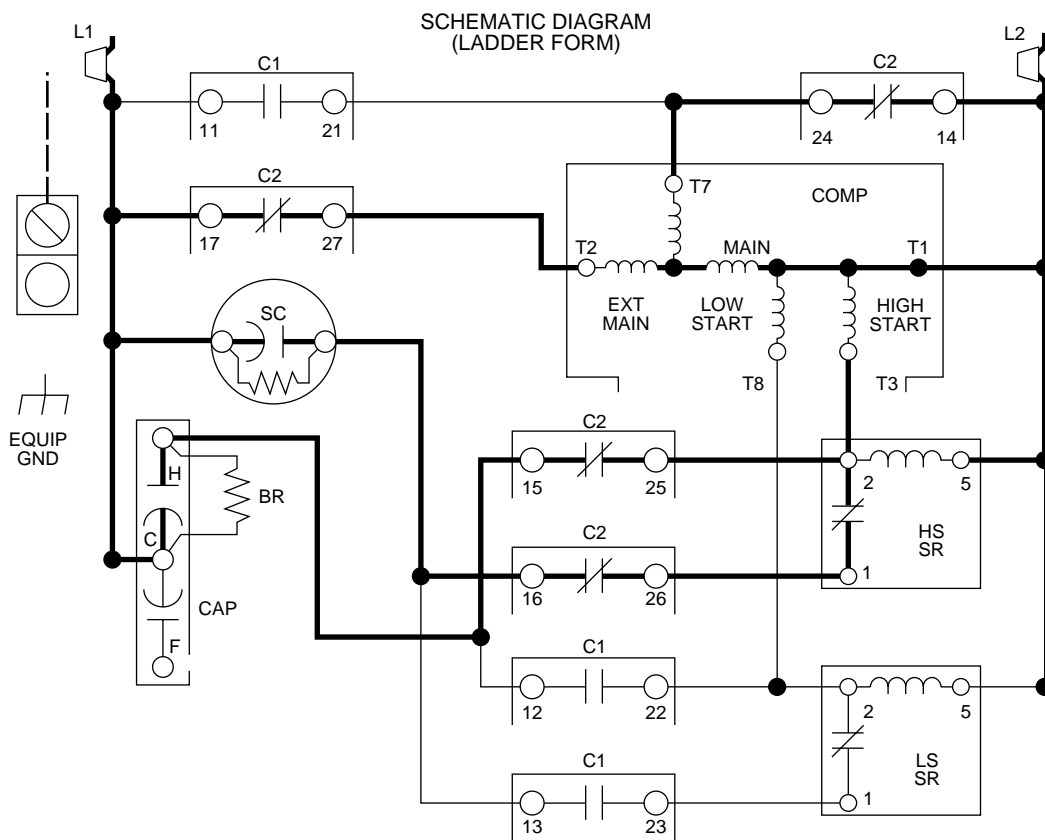 SCHEMATIC DIAGRAM
(LADDER FORM)
L1
L2
C1
C2
11
21
24
14
C2
T7
COMP
17
27
T2
MAIN
T1
SC
EXT
MAIN
LOW
START
HIGH
START
T8
T3
EQUIP
GND
C2
H
15
25
2
5
BR
C
C2
HS
SR
16
26
1
CAP
F
C1
12
22
2
5
C1
LS
SR
13
23
1